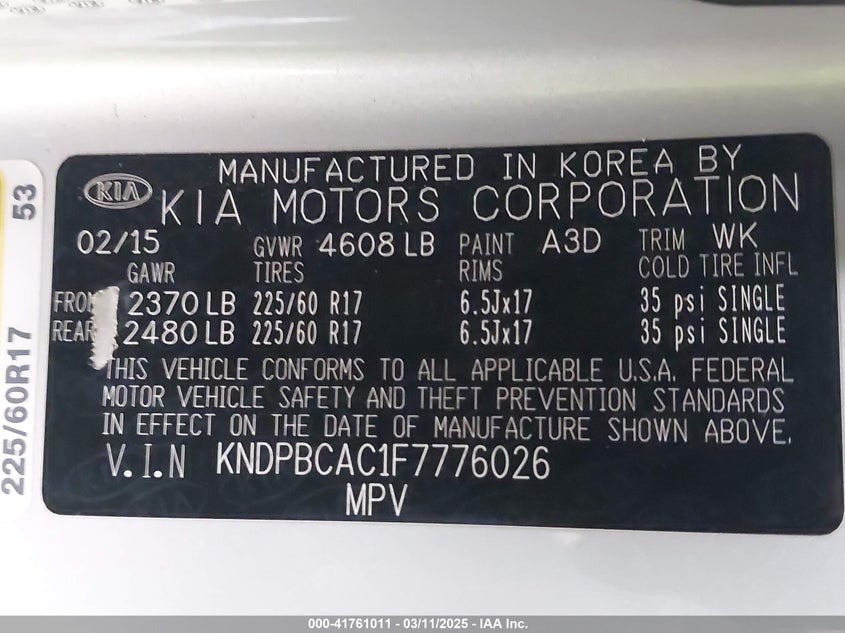 MANUFACTURED IN KOREA BY
KIA KIA MOTORS CORPORATION
02/15 GVWR 4608 LB PAINT A3D TRIM WK
GAWR TIRES RIMS COLD TIRE INFL
2370 LB 225/60 R17 6.5Jx17 35 psi SINGLE
REAR 2480 LB 225/60 R17 6.5Jx17 35 psi SINGLE
THIS VEHICLE CONFORMS TO ALL APPLICABLE U.S.A. FEDERAL
MOTOR VEHICLE SAFETY AND THEFT PREVENTION STANDARDS
IN EFFECT ON THE DATE OF MANUFACTURE SHOWN ABOVE.
V.I.N KNDPBCAC1F7776026
MPV
225/60R17 53
000-41761011 — 03/11/2025 — IAA Inc.